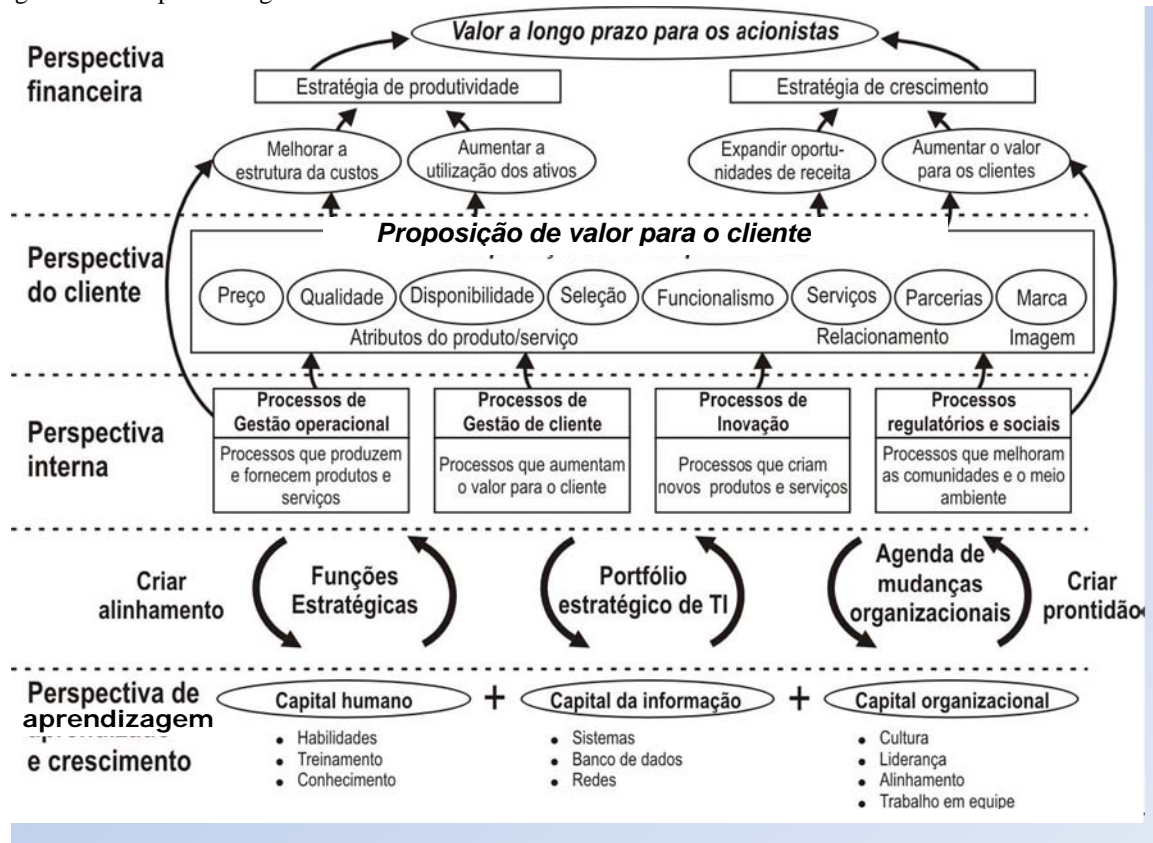 Valor a longo prazo para os acionistas
Perspectiva
financeira
Estratégia de produtividade
Estratégia de crescimento
Melhorar a
estrutura da custos
Aumentar a
utilização dos ativos
Expandir oportu-
nidades de receita
Aumentar o valor
para os clientes
Proposição de valor para o cliente
Perspectiva
do cliente
Preço
Qualidade
Disponibilidade
Seleção
Funcionalismo
Serviços
Parcerias
Marca
Atributos do produto/serviço
Relacionamento
Imagem
Perspectiva
interna
Processos de
Gestão operacional
Processos que produzem
e fornecem produtos e
serviços
Processos de
Gestão de cliente
Processos que aumentam
o valor para o cliente
Processos de
Inovação
Processos que criam
novos produtos e serviços
Processos
regulatórios e sociais
Processos que melhoram
as comunidades e o meio
ambiente
Criar
alinhamento
Funções
Estratégicas
Portfólio
estratégico de TI
Agenda de
mudanças
organizacionais
Criar
prontidão
Perspectiva de
aprendizagem
e crescimento
Capital humano
+
Capital da informação
+
Capital organizacional
• Habilidades
• Treinamento
• Conhecimento
• Sistemas
• Banco de dados
• Redes
• Cultura
• Liderança
• Alinhamento
• Trabalho em equipe